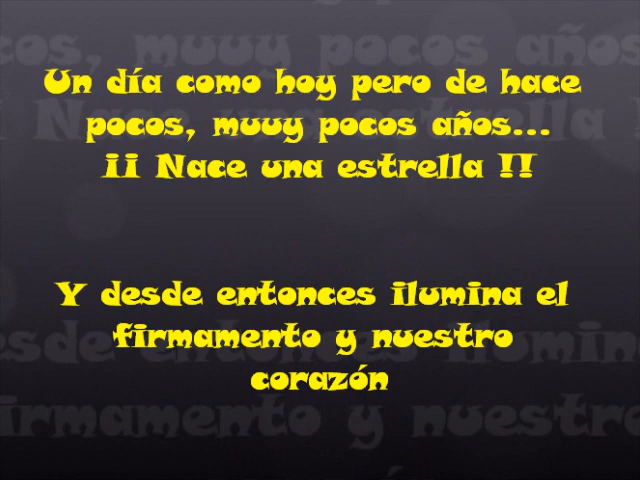 Un día como hoy pero de hace
pocos, muuy pocos años...
¡¡ Nace una estrella !!
Y desde entonces ilumina el
firmamento y nuestro
corazón